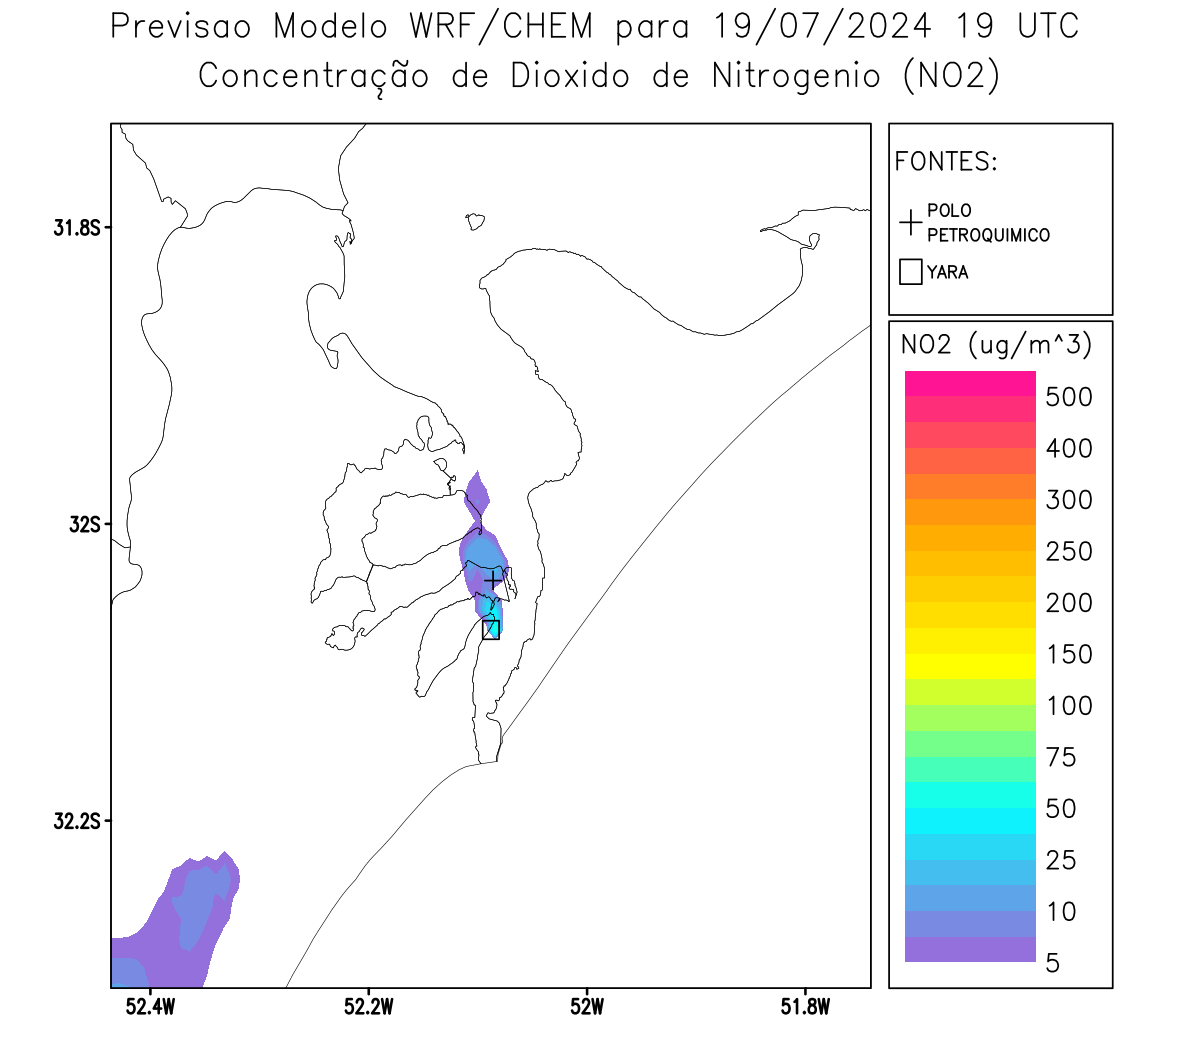 Previsao Modelo WRF/CHEM para 19/07/2024 19 UTC
Concentração de Dioxido de Nitrogenio (NO2)
FONTES:
POLO
PETROQUIMICO
YARA
NO2 (ug/m^3)
500
400
300
250
200
150
100
75
50
25
10
5
31.8S
32S
32.2S
52.4W
52.2W
52W
51.8W